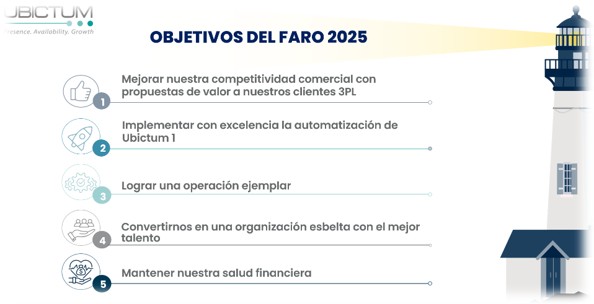 UBICTUM
Presence. Availability. Growth
OBJETIVOS DEL FARO 2025
Mejorar nuestra competitividad comercial con
propuestas de valor a nuestros clientes 3PL
1
Implementar con excelencia la automatización de
Ubictum 1
2
Lograr una operación ejemplar
3
Convertirnos en una organización esbelta con el mejor
talento
4
Mantener nuestra salud financiera
5